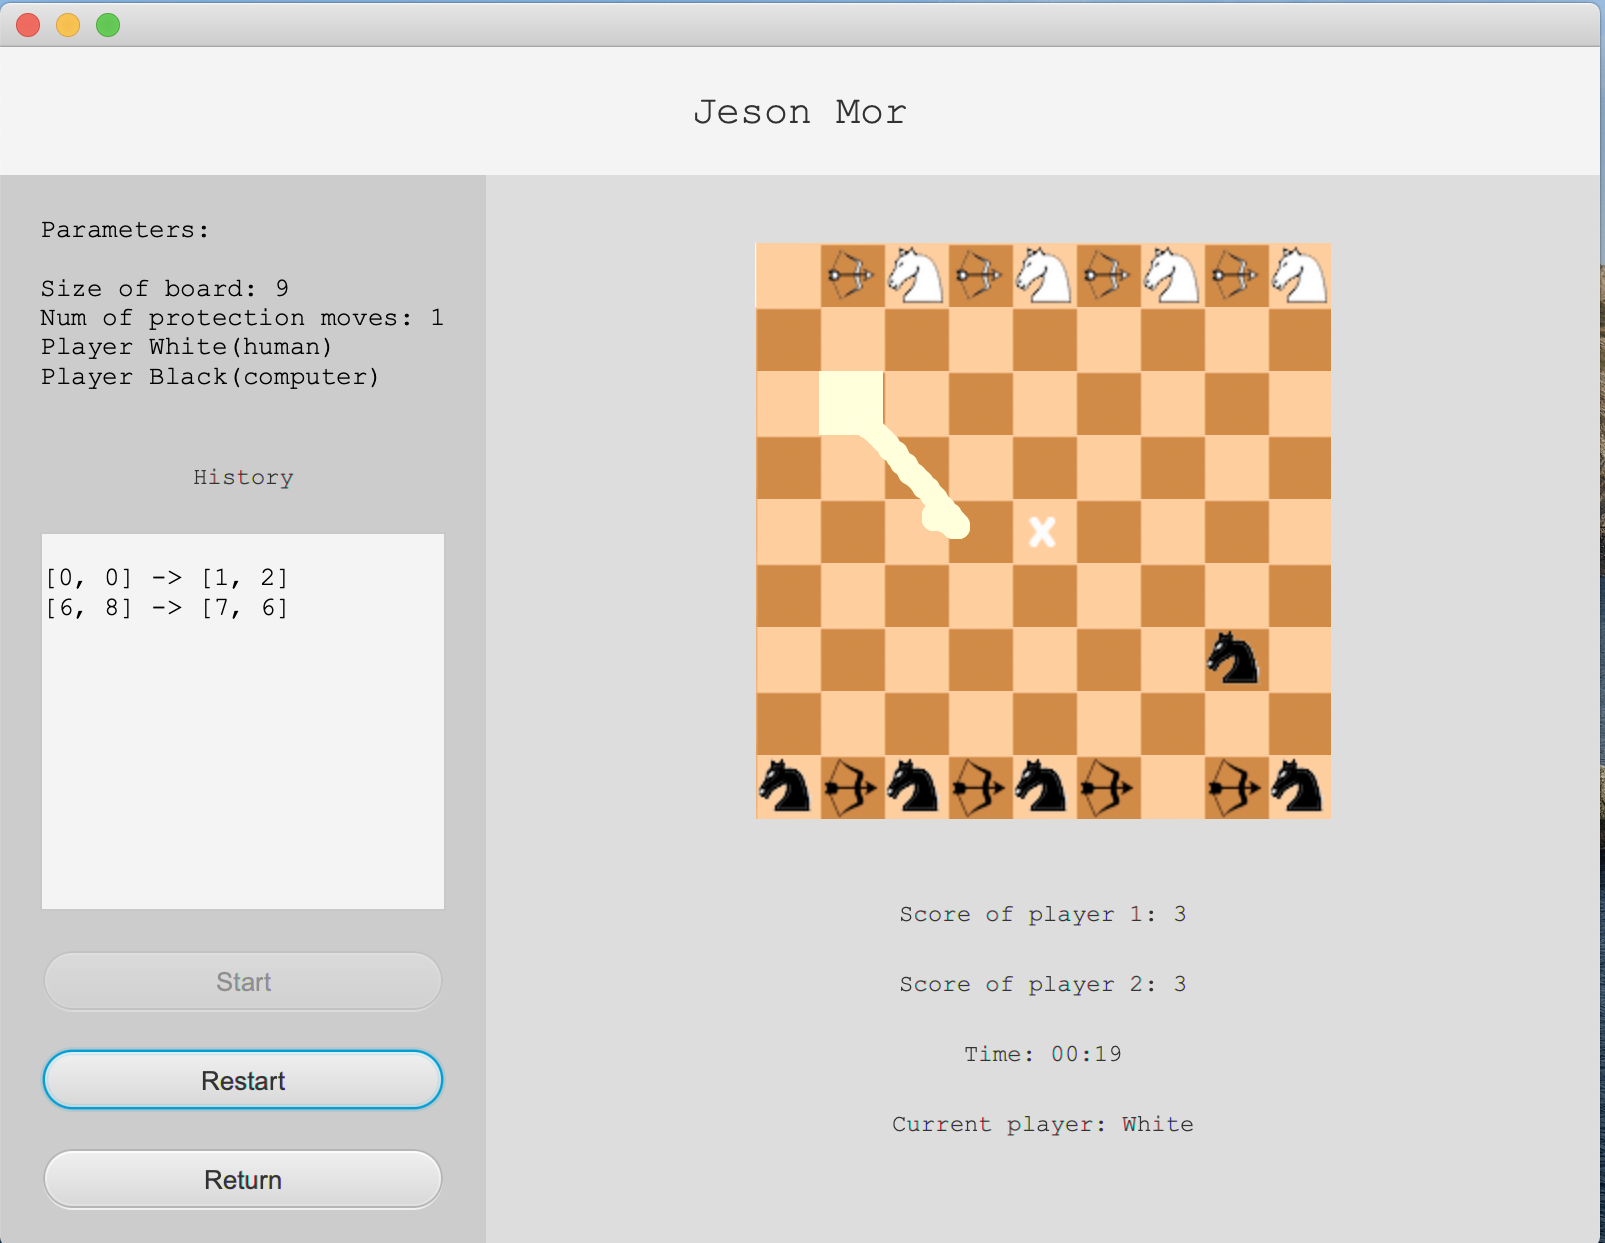 Jeson Mor
Parameters:
Size of board: 9
Num of protection moves: 1
Player White(human)
Player Black(computer)
History
[0, 0] -> [1, 2]
[6, 8] -> [7, 6]
Start
Restart
Return
x
Score of player 1: 3
Score of player 2: 3
Time: 00:19
Current player: White